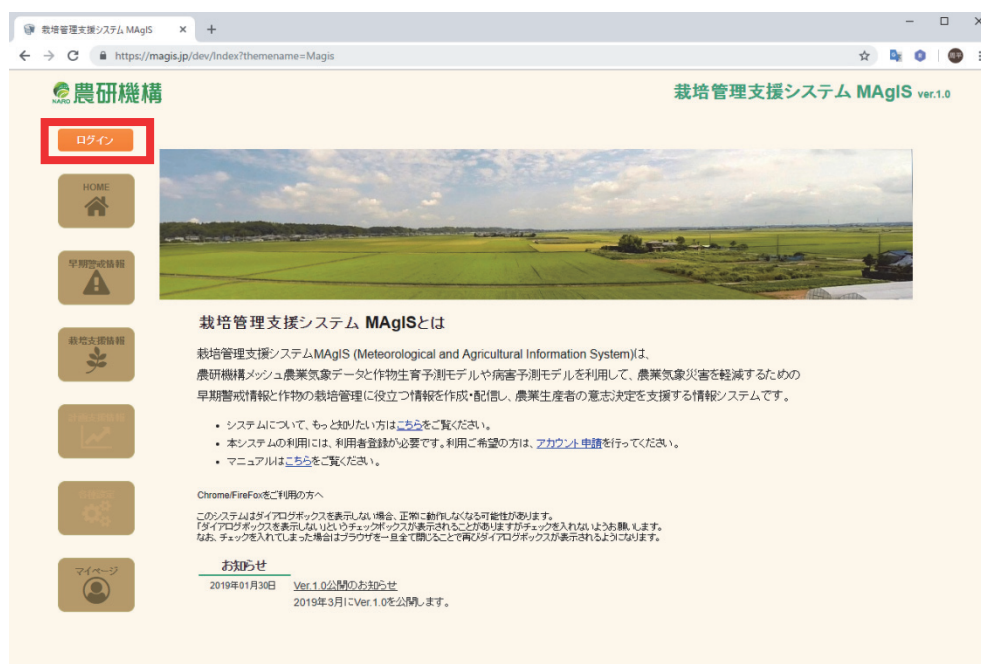 栽培管理支援システム MAgIS
https://magis.jp/dev/Index?themename=Magis
NARO 農研機構
栽培管理支援システム MAgIS ver.1.0
ログイン
HOME
早期警戒情報
栽培支援情報
計画支援情報
各種設定
マイページ
栽培管理支援システム MAgISとは
栽培管理支援システムMAgIS (Meteorological and Agricultural Information System)は、
農研機構メッシュ農業気象データと作物生育予測モデルや病害予測モデルを利用して、農業気象災害を軽減するための
早期警戒情報と作物の栽培管理に役立つ情報を作成・配信し、農業生産者の意志決定を支援する情報システムです。
• システムについて、もっと知りたい方はこちらをご覧ください。
• 本システムの利用には、利用者登録が必要です。利用ご希望の方は、アカウント申請を行ってください。
• マニュアルはこちらをご覧ください。
Chrome/FireFoxをご利用の方へ
このシステムはダイアログボックスを表示しない場合、正常に動作しなくなる可能性があります。
「ダイアログボックスを表示しない」というチェックボックスが表示されることがありますがチェックを入れないようお願いします。
なお、チェックを入れてしまった場合はブラウザを一旦全て閉じることで再びダイアログボックスが表示されるようになります。
お知らせ
2019年01月30日 Ver.1.0公開のお知らせ
2019年3月にVer.1.0を公開します。